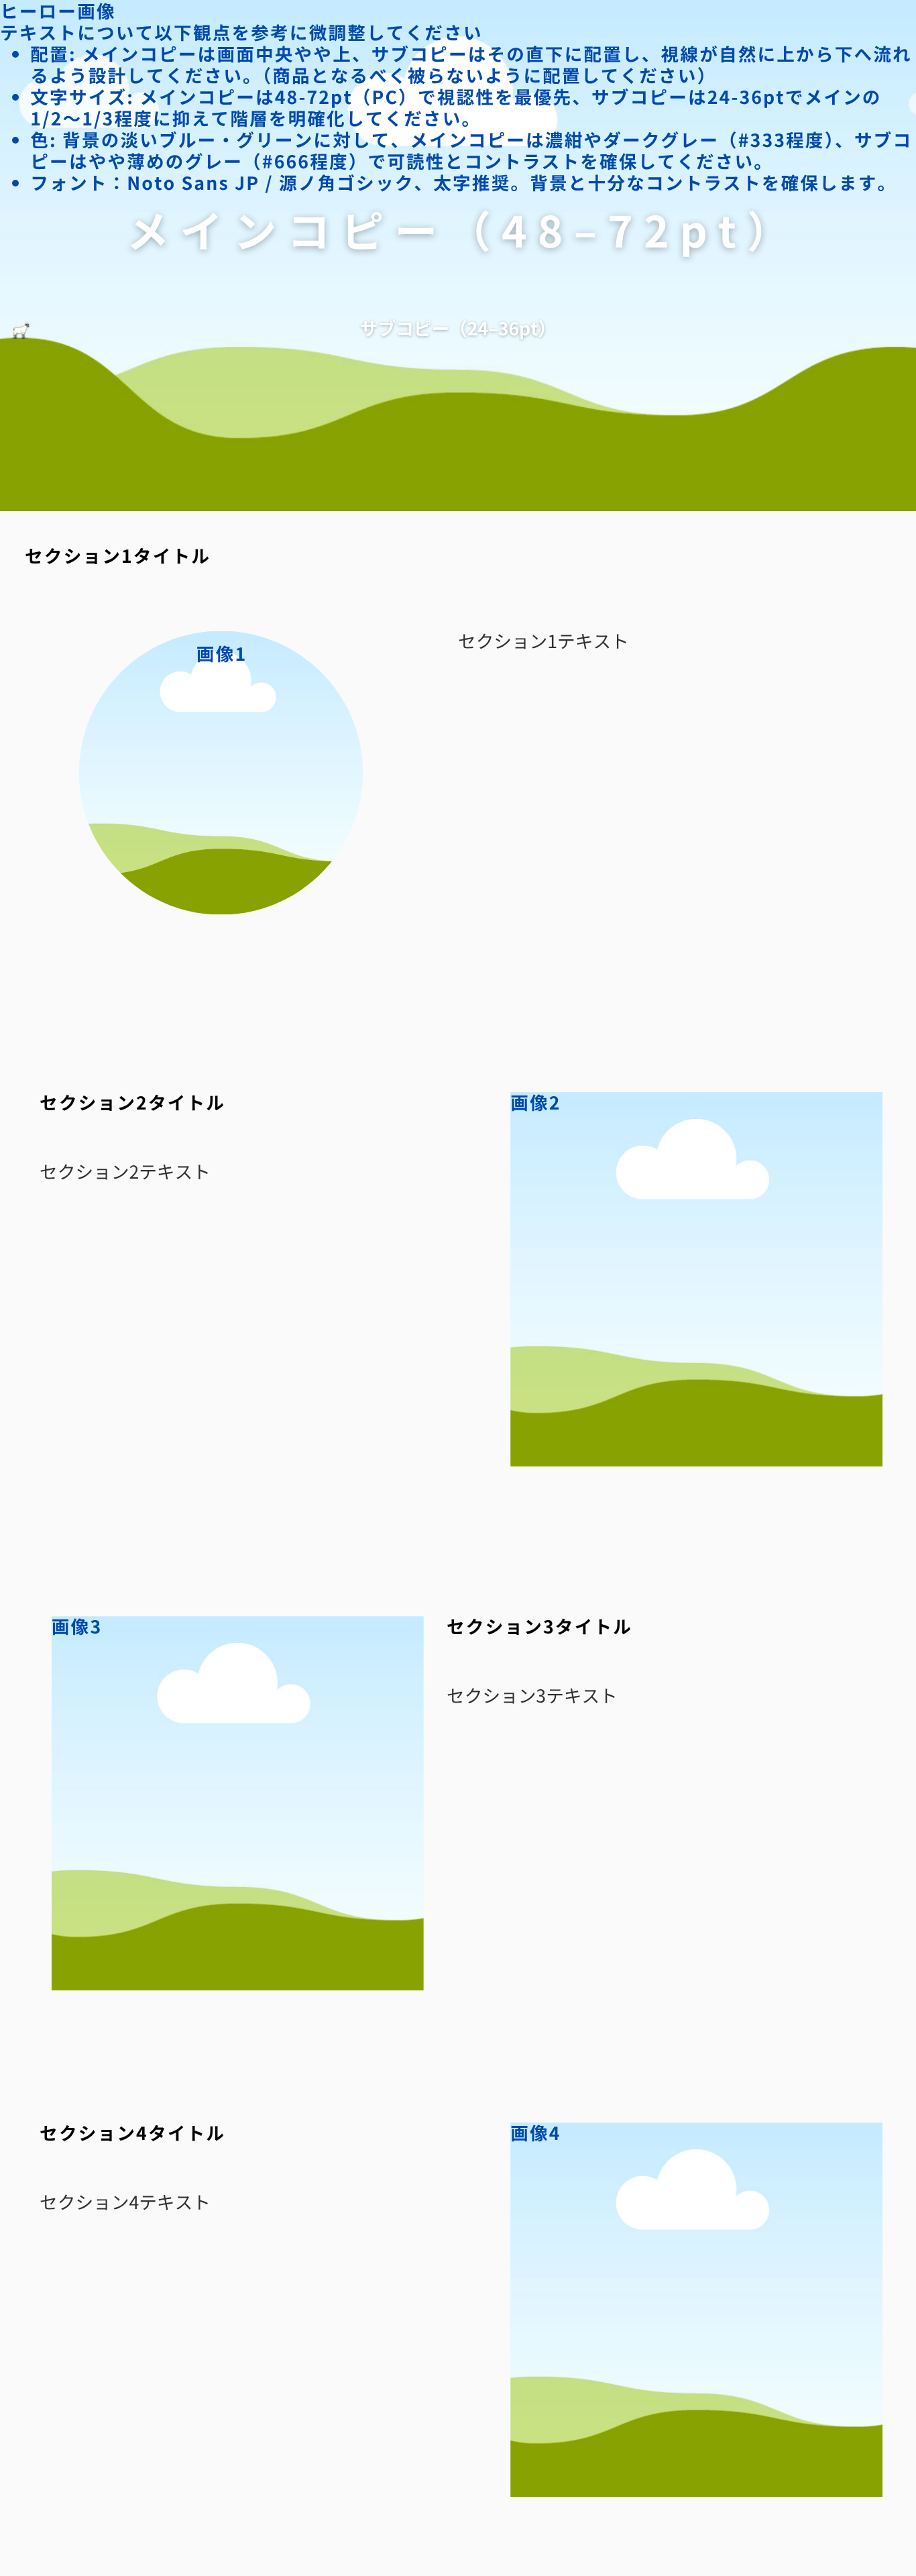 ヒーロー画像
テキストについて以下観点を参考に微調整してください
• 配置: メインコピーは画面中央やや上、サブコピーはその直下に配置し、視線が自然に上から下へ流れ
るよう設計してください。（商品となるべく被らないように配置してください）
• 文字サイズ: メインコピーは48-72pt（PC）で視認性を最優先、サブコピーは24-36ptでメインの
1/2〜1/3程度に抑えて階層を明確化してください。
• 色: 背景の淡いブルー・グリーンに対して、メインコピーは濃紺やダークグレー（#333程度）、サブコ
ピーはやや薄めのグレー（#666程度）で可読性とコントラストを確保してください。
• フォント：Noto Sans JP / 源ノ角ゴシック、太字推奨。背景と十分なコントラストを確保します。
メインコピー（48–72pt）
サブコピー（24–36pt）
セクション1タイトル
画像1
セクション1テキスト
セクション2タイトル
画像2
セクション2テキスト
画像3
セクション3タイトル
セクション3テキスト
セクション4タイトル
画像4
セクション4テキスト